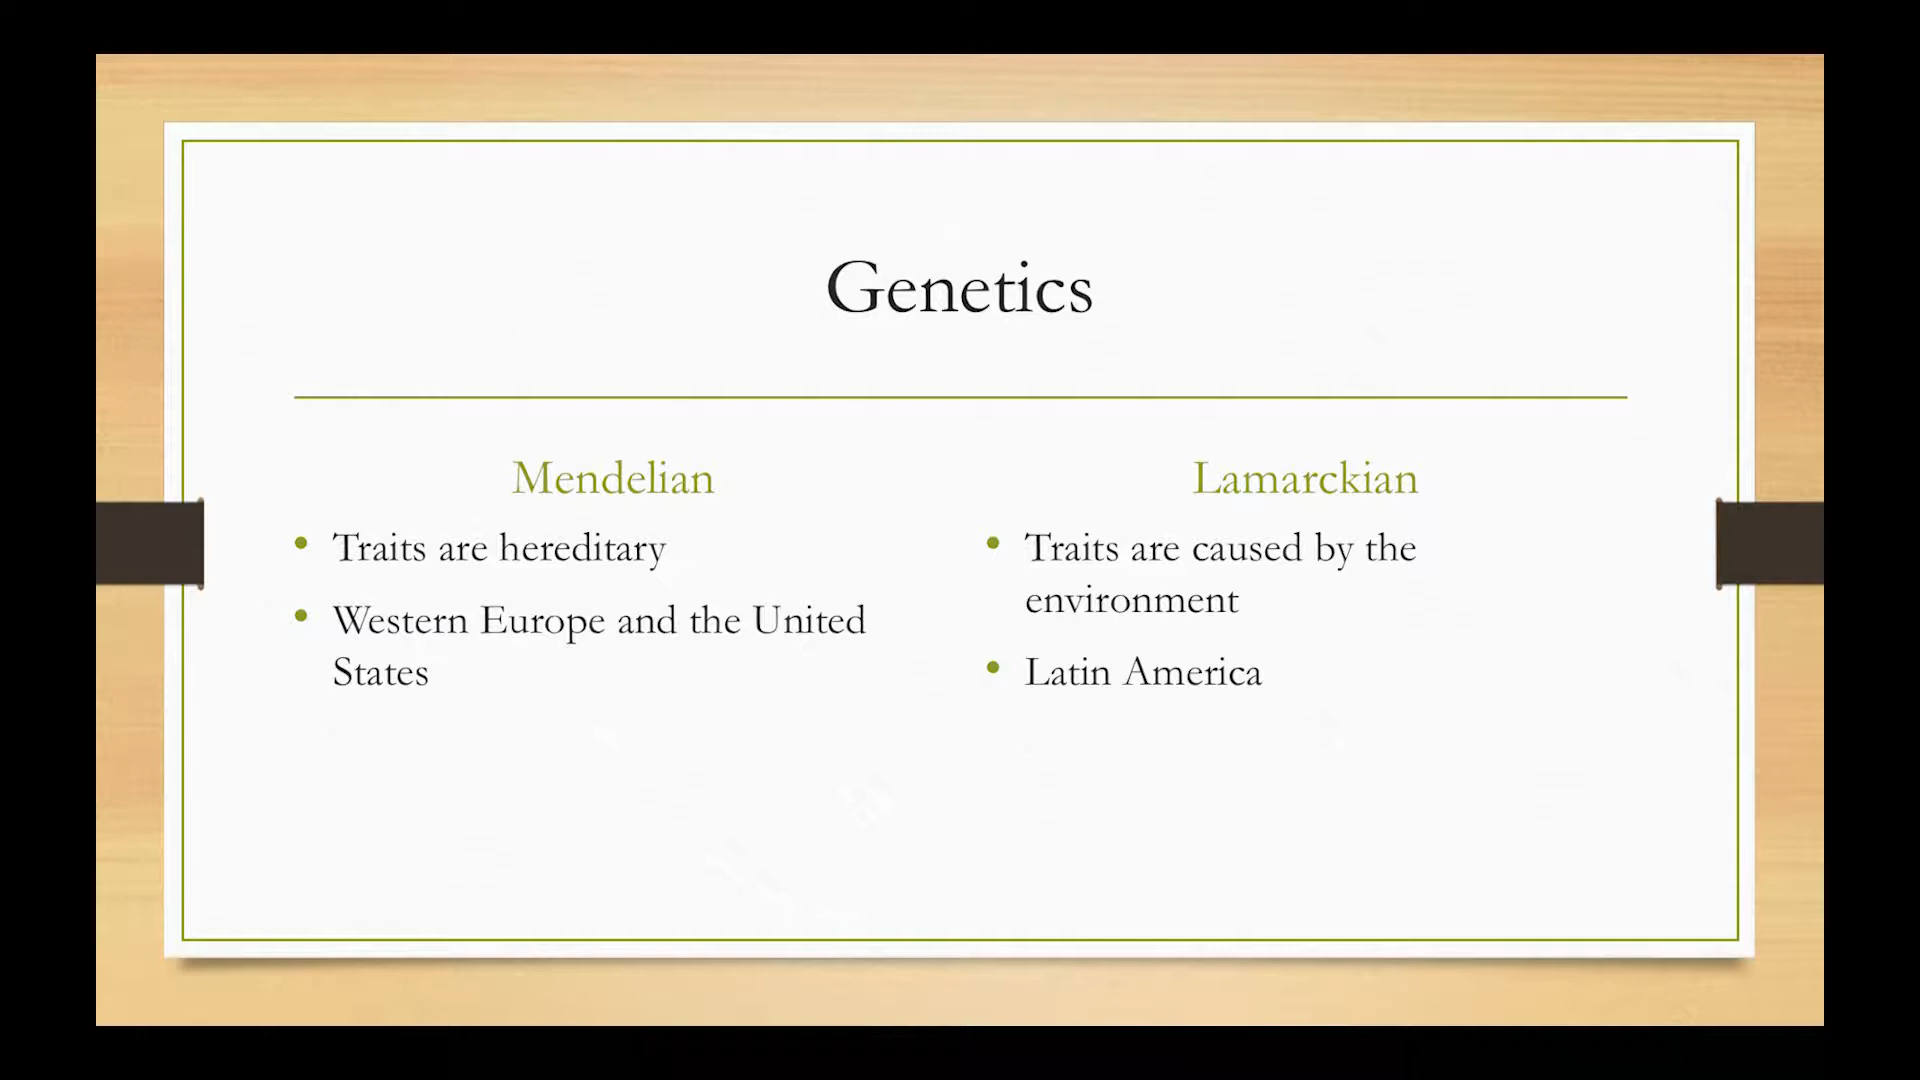 Genetics
Mendelian
• Traits are hereditary
• Western Europe and the United
States
Lamarckian
• Traits are caused by the
environment
• Latin America